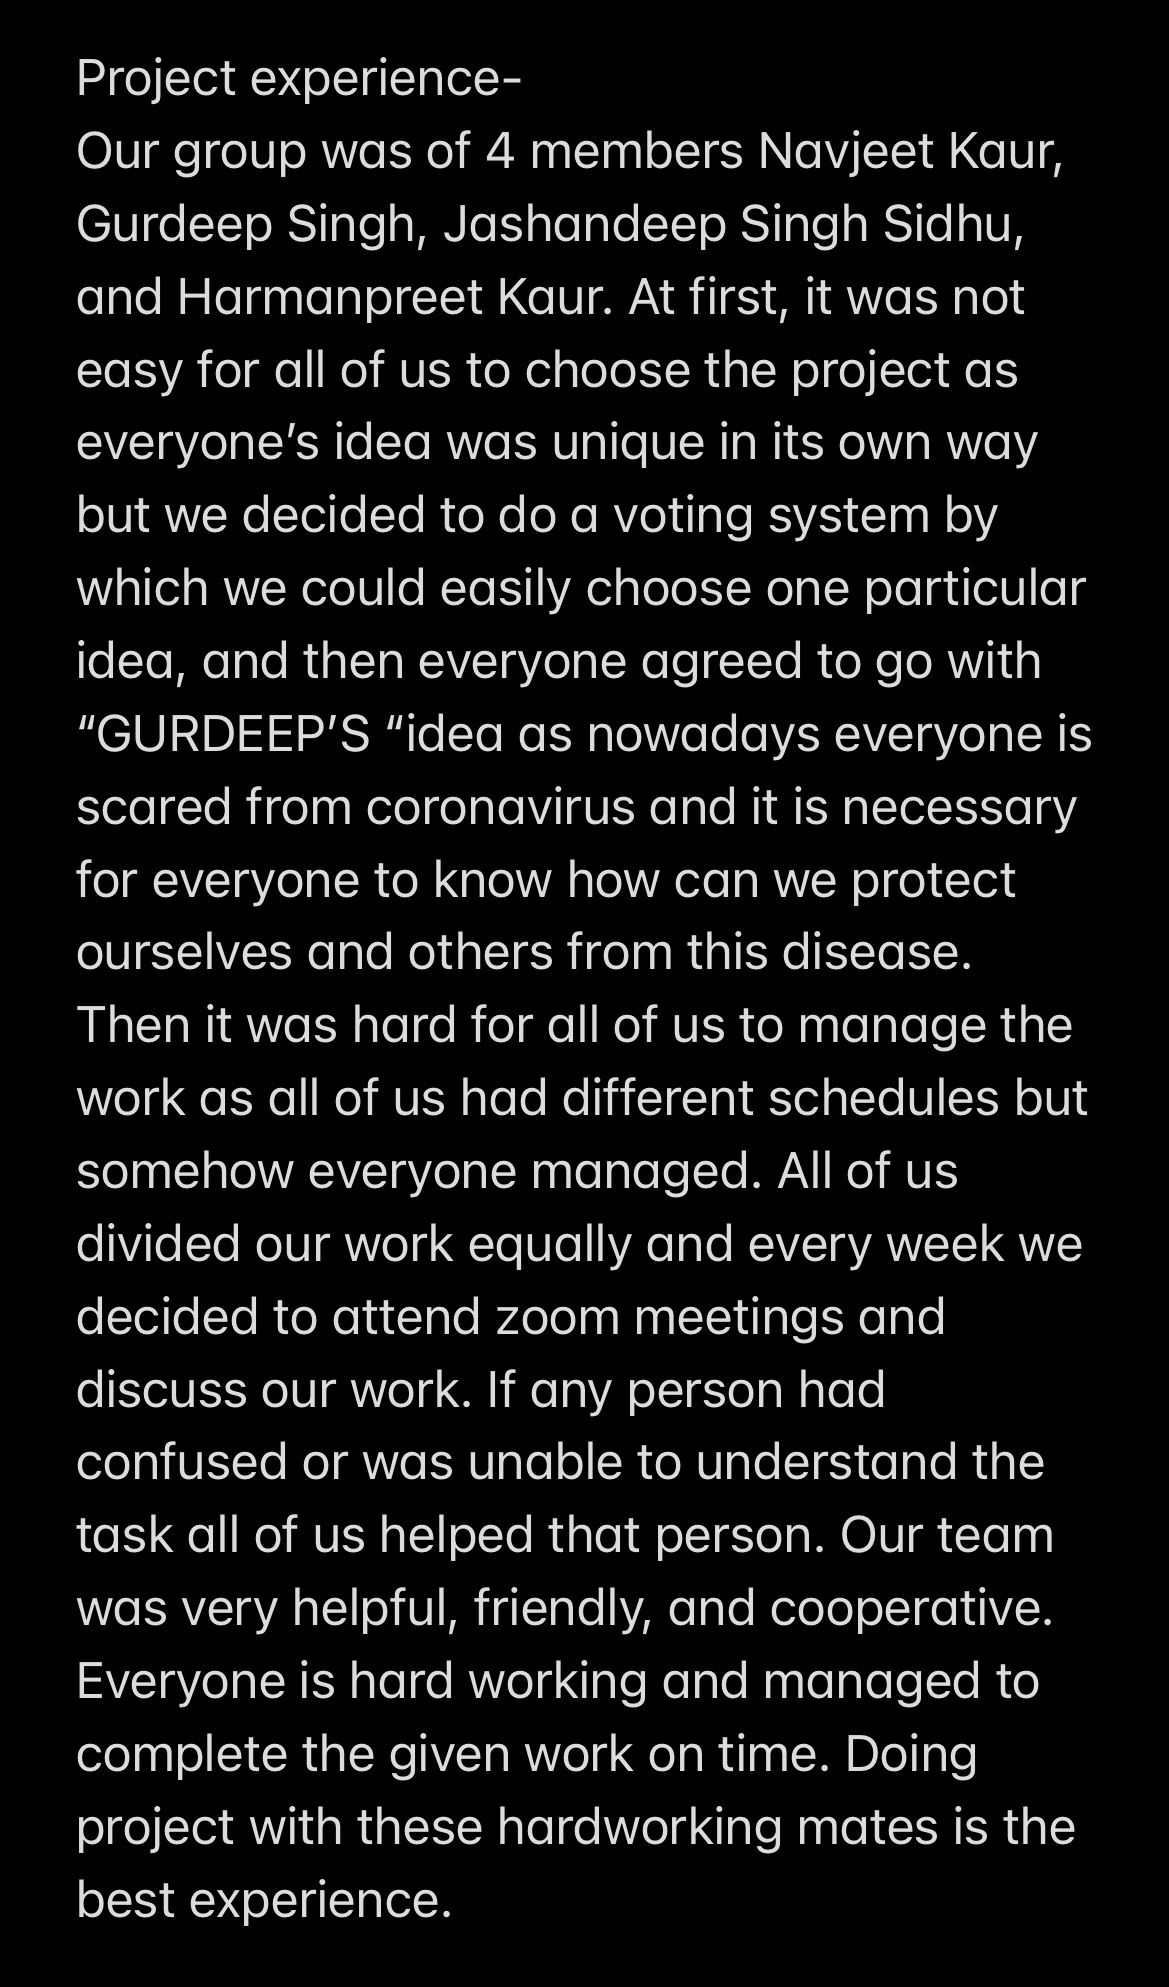 Project experience-
Our group was of 4 members Navjeet Kaur,
Gurdeep Singh, Jashandeep Singh Sidhu,
and Harmanpreet Kaur. At first, it was not
easy for all of us to choose the project as
everyone’s idea was unique in its own way
but we decided to do a voting system by
which we could easily choose one particular
idea, and then everyone agreed to go with
“GURDEEP’S “idea as nowadays everyone is
scared from coronavirus and it is necessary
for everyone to know how can we protect
ourselves and others from this disease.
Then it was hard for all of us to manage the
work as all of us had different schedules but
somehow everyone managed. All of us
divided our work equally and every week we
decided to attend zoom meetings and
discuss our work. If any person had
confused or was unable to understand the
task all of us helped that person. Our team
was very helpful, friendly, and cooperative.
Everyone is hard working and managed to
complete the given work on time. Doing
project with these hardworking mates is the
best experience.